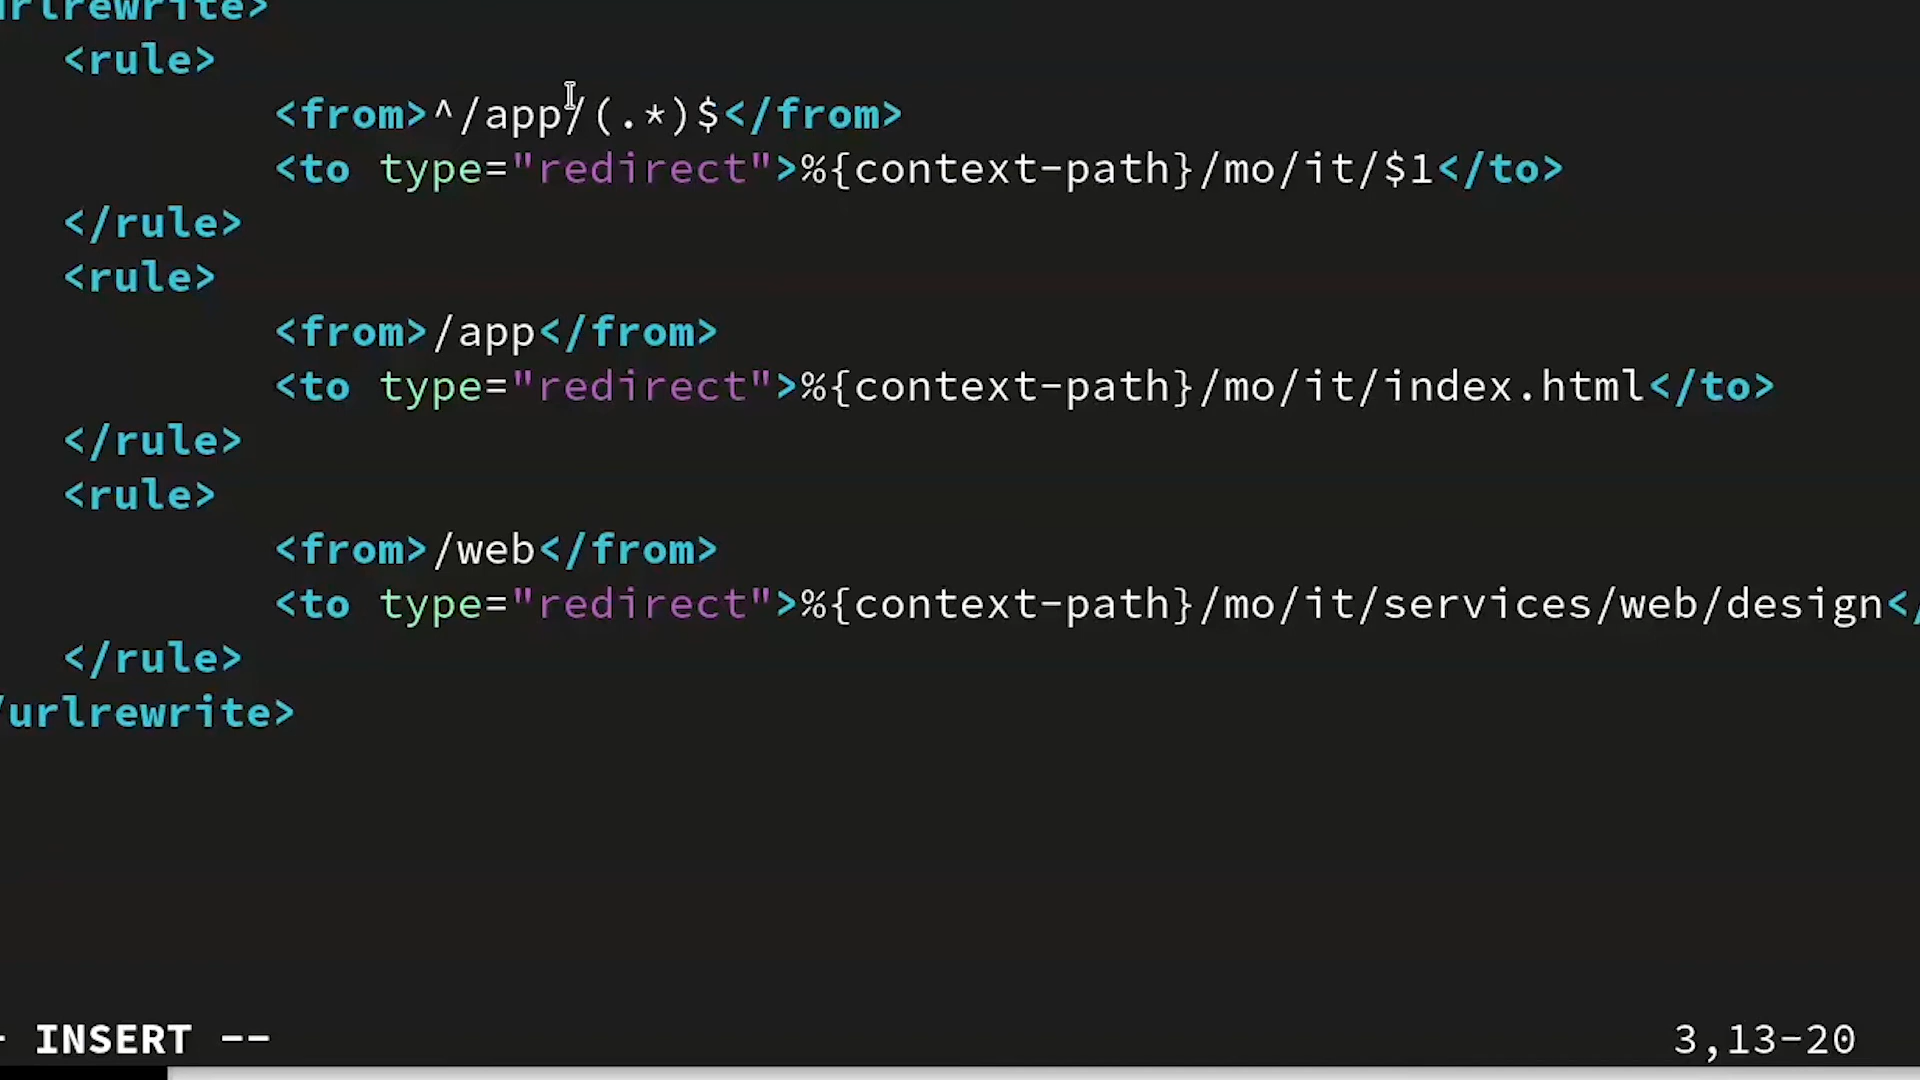 urlrewrite>
<rule>
<from>^/app/(.*)$</from>
<to type="redirect">%{context-path}/mo/it/$1</to>
</rule>
<rule>
<from>/app</from>
<to type="redirect">%{context-path}/mo/it/index.html</to>
</rule>
<rule>
<from>/web</from>
<to type="redirect">%{context-path}/mo/it/services/web/design</
</rule>
/urlrewrite>
- INSERT -- 3,13-20